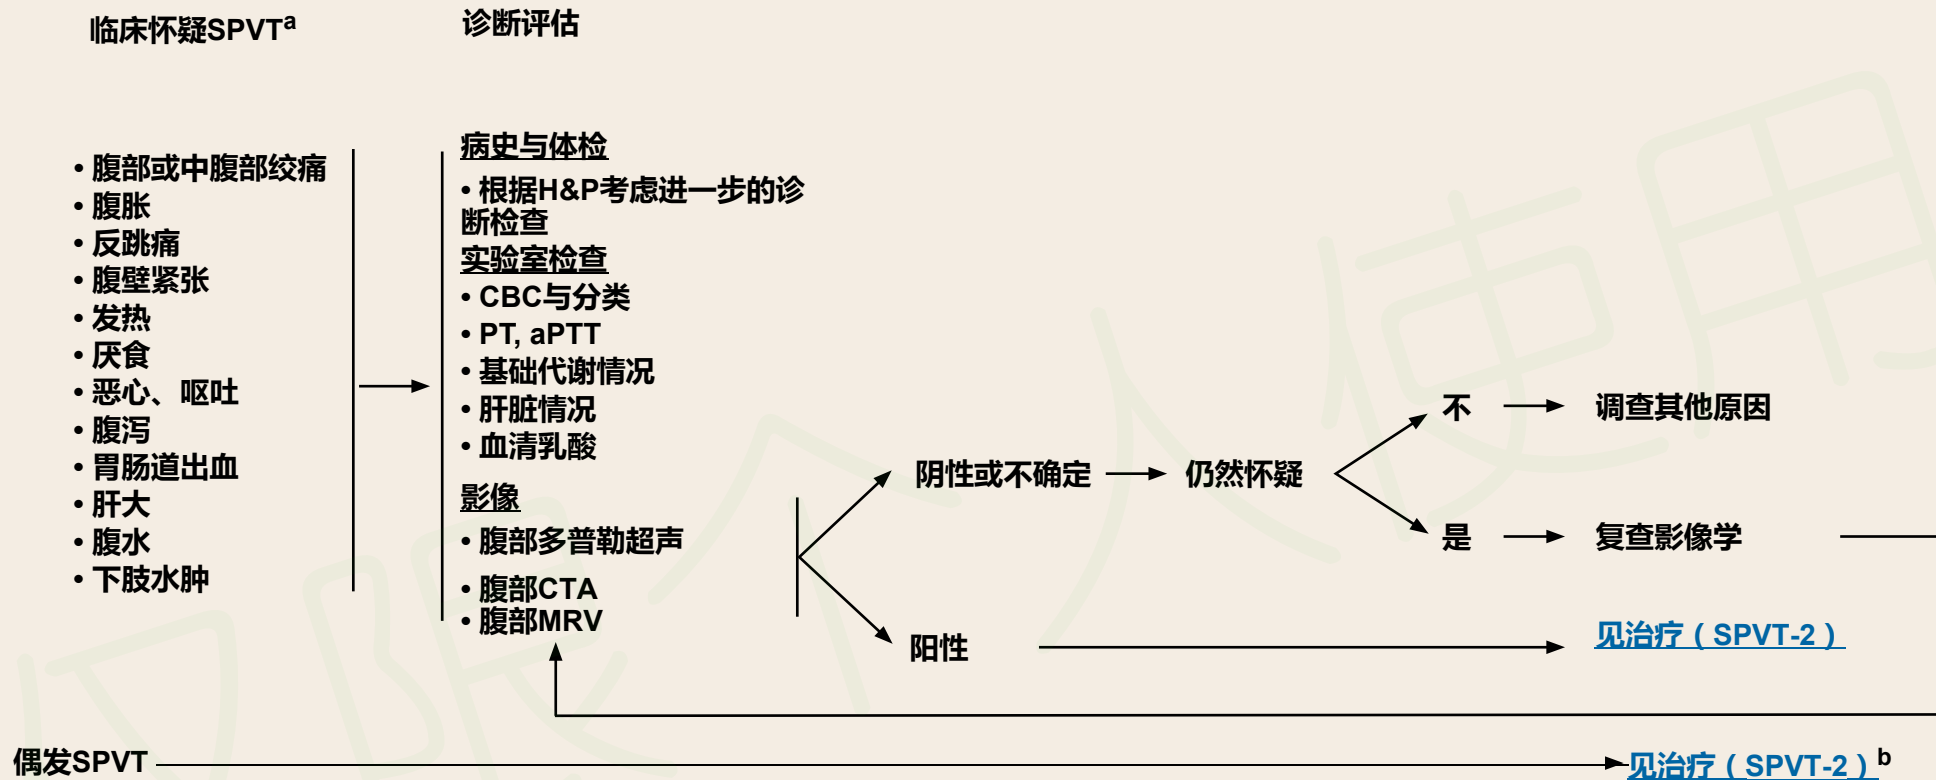 临床怀疑SPVTa
诊断评估
• 腹部或中腹部绞痛
• 腹胀
• 反跳痛
• 腹壁紧张
• 发热
• 厌食
• 恶心、呕吐
• 腹泻
• 胃肠道出血
• 肝大
• 腹水
• 下肢水肿
病史与体检
• 根据H&P考虑进一步的诊
断检查
实验室检查
• CBC与分类
• PT, aPTT
• 基础代谢情况
• 肝脏情况
• 血清乳酸
影像
• 腹部多普勒超声
• 腹部CTA
• 腹部MRV
阴性或不确定
仍然怀疑
不
调查其他原因
是
复查影像学
阳性
见治疗（SPVT-2）
偶发SPVT
见治疗（SPVT-2）b
仅限个人使用